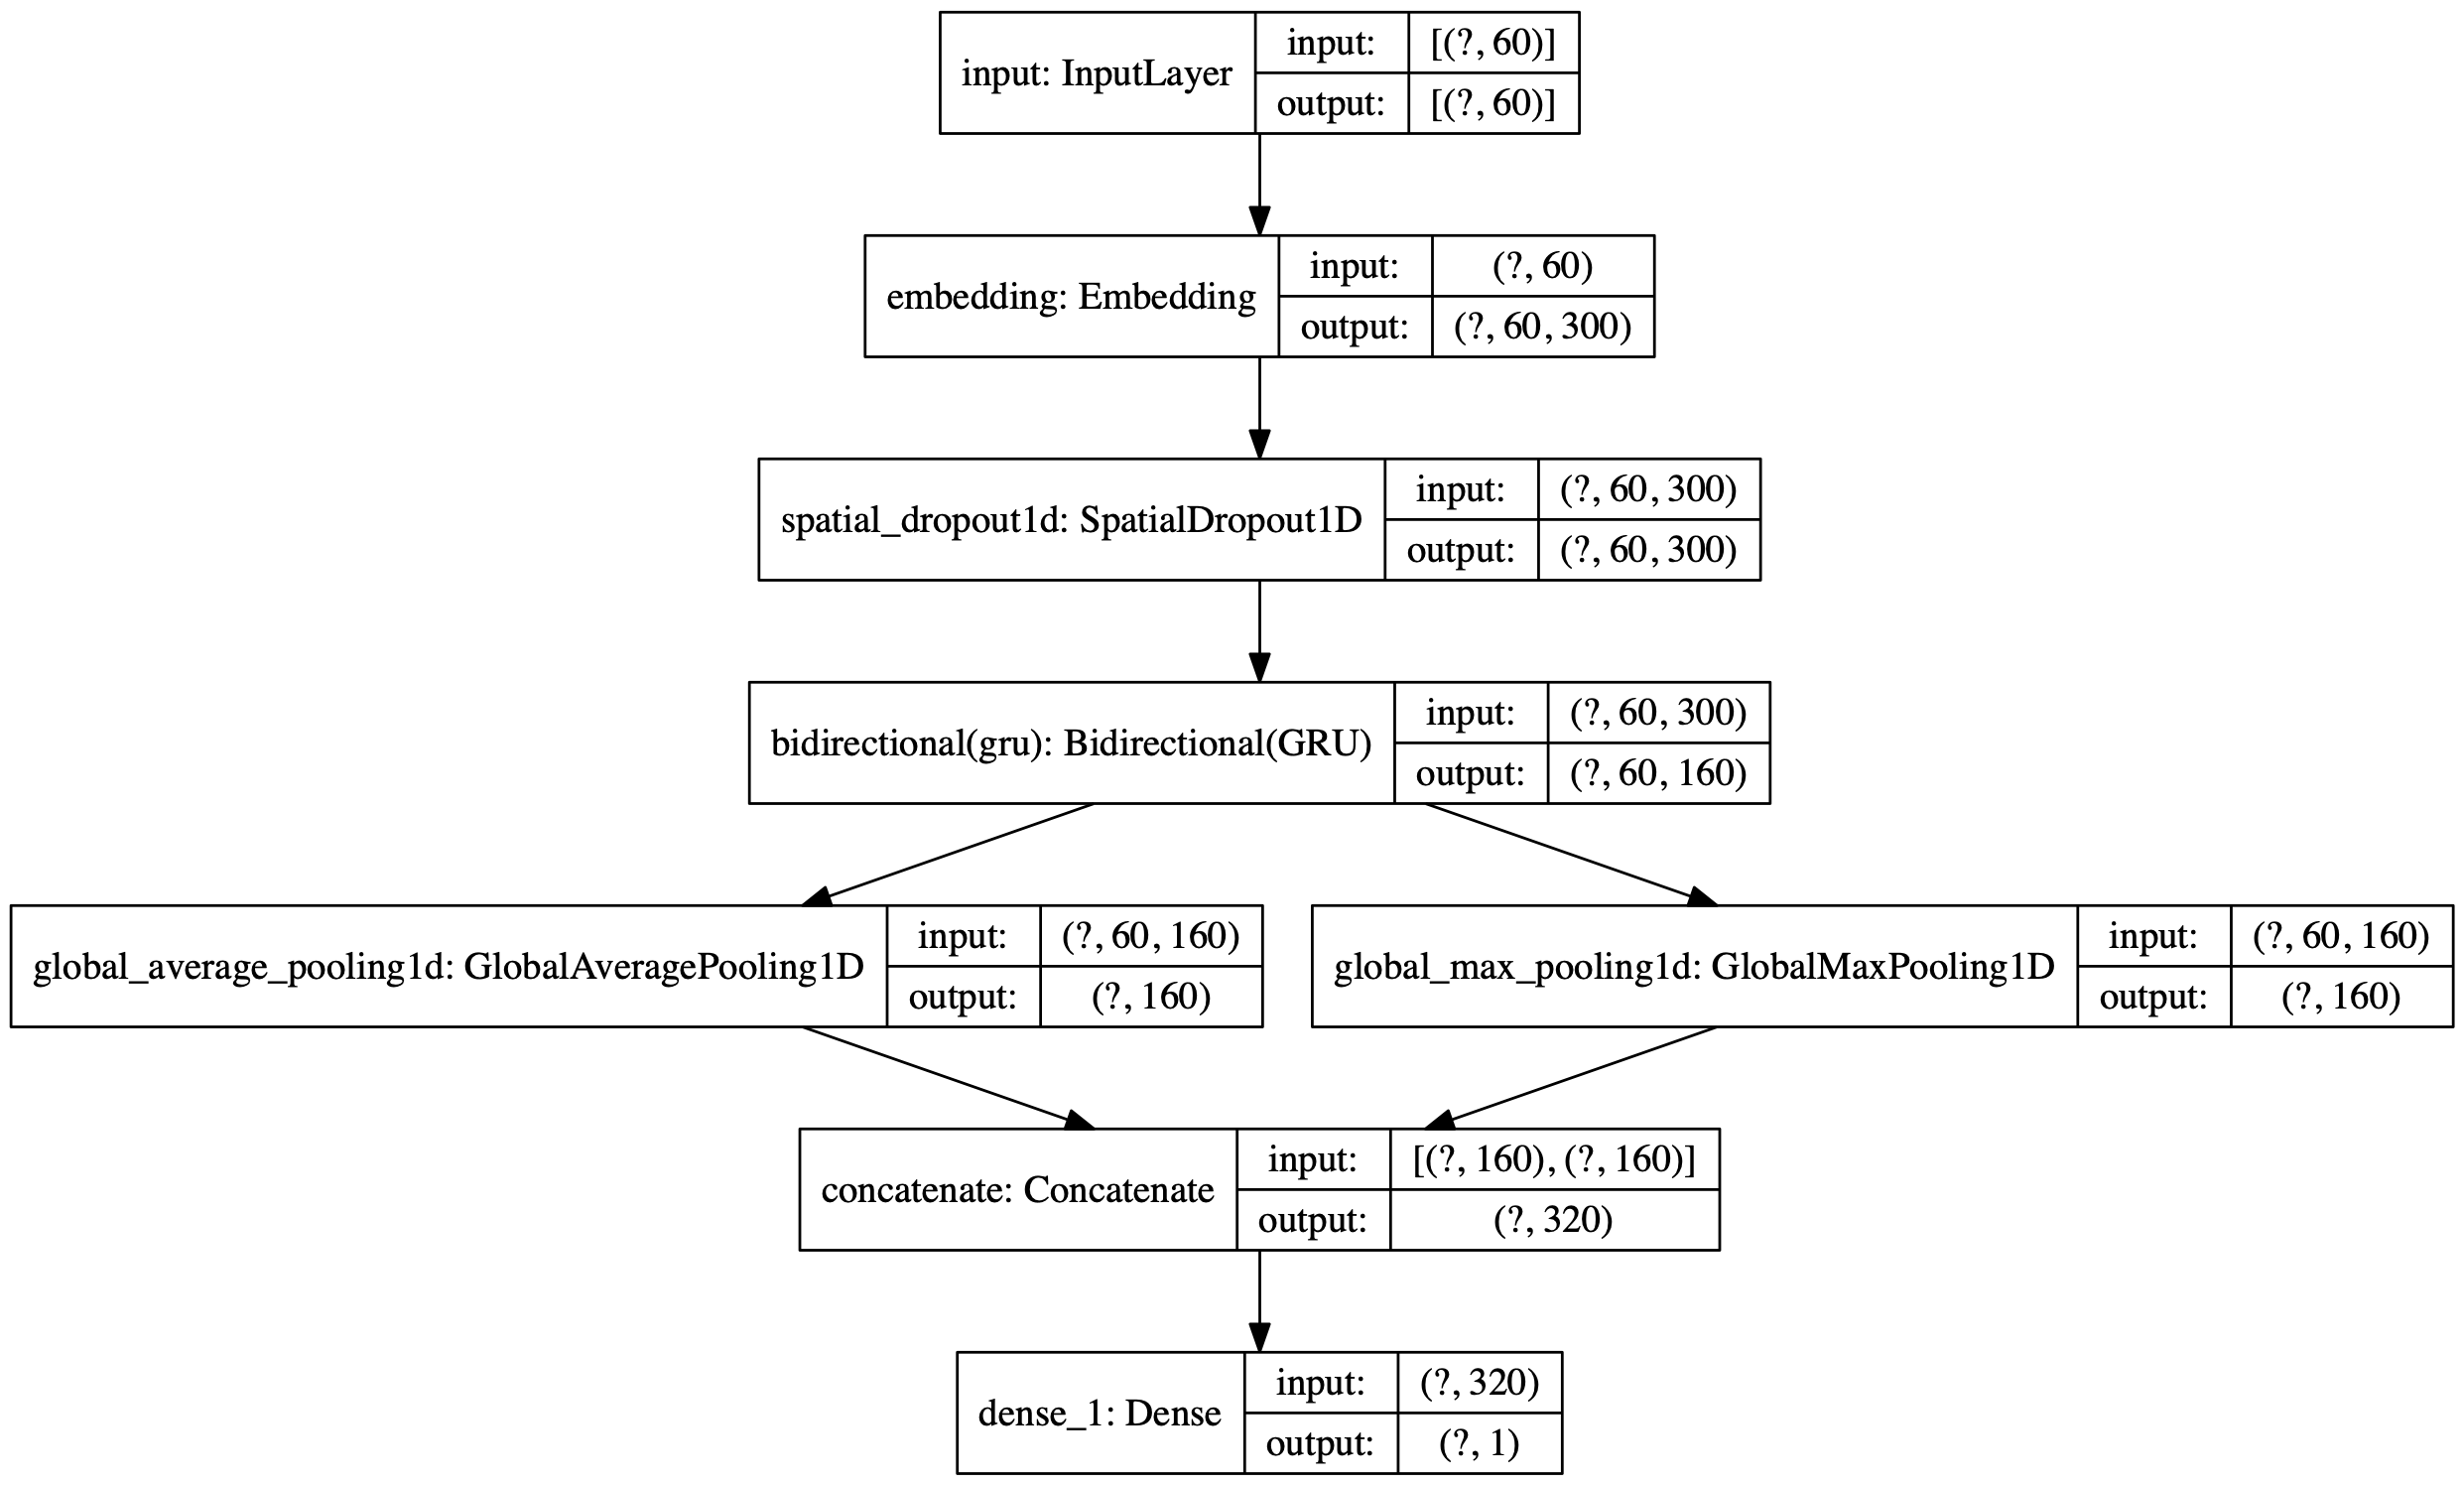 input: InputLayer
input:
[(?, 60)]
output:
[(?, 60)]
embedding: Embedding
input:
(?, 60)
output:
(?, 60, 300)
spatial_dropout1d: SpatialDropout1D
input:
(?, 60, 300)
output:
(?, 60, 300)
bidirectional(gru): Bidirectional(GRU)
input:
(?, 60, 300)
output:
(?, 60, 160)
global_average_pooling1d: GlobalAveragePooling1D
input:
(?, 60, 160)
output:
(?, 160)
global_max_pooling1d: GlobalMaxPooling1D
input:
(?, 60, 160)
output:
(?, 160)
concatenate: Concatenate
input:
[(?, 160), (?, 160)]
output:
(?, 320)
dense_1: Dense
input:
(?, 320)
output:
(?, 1)